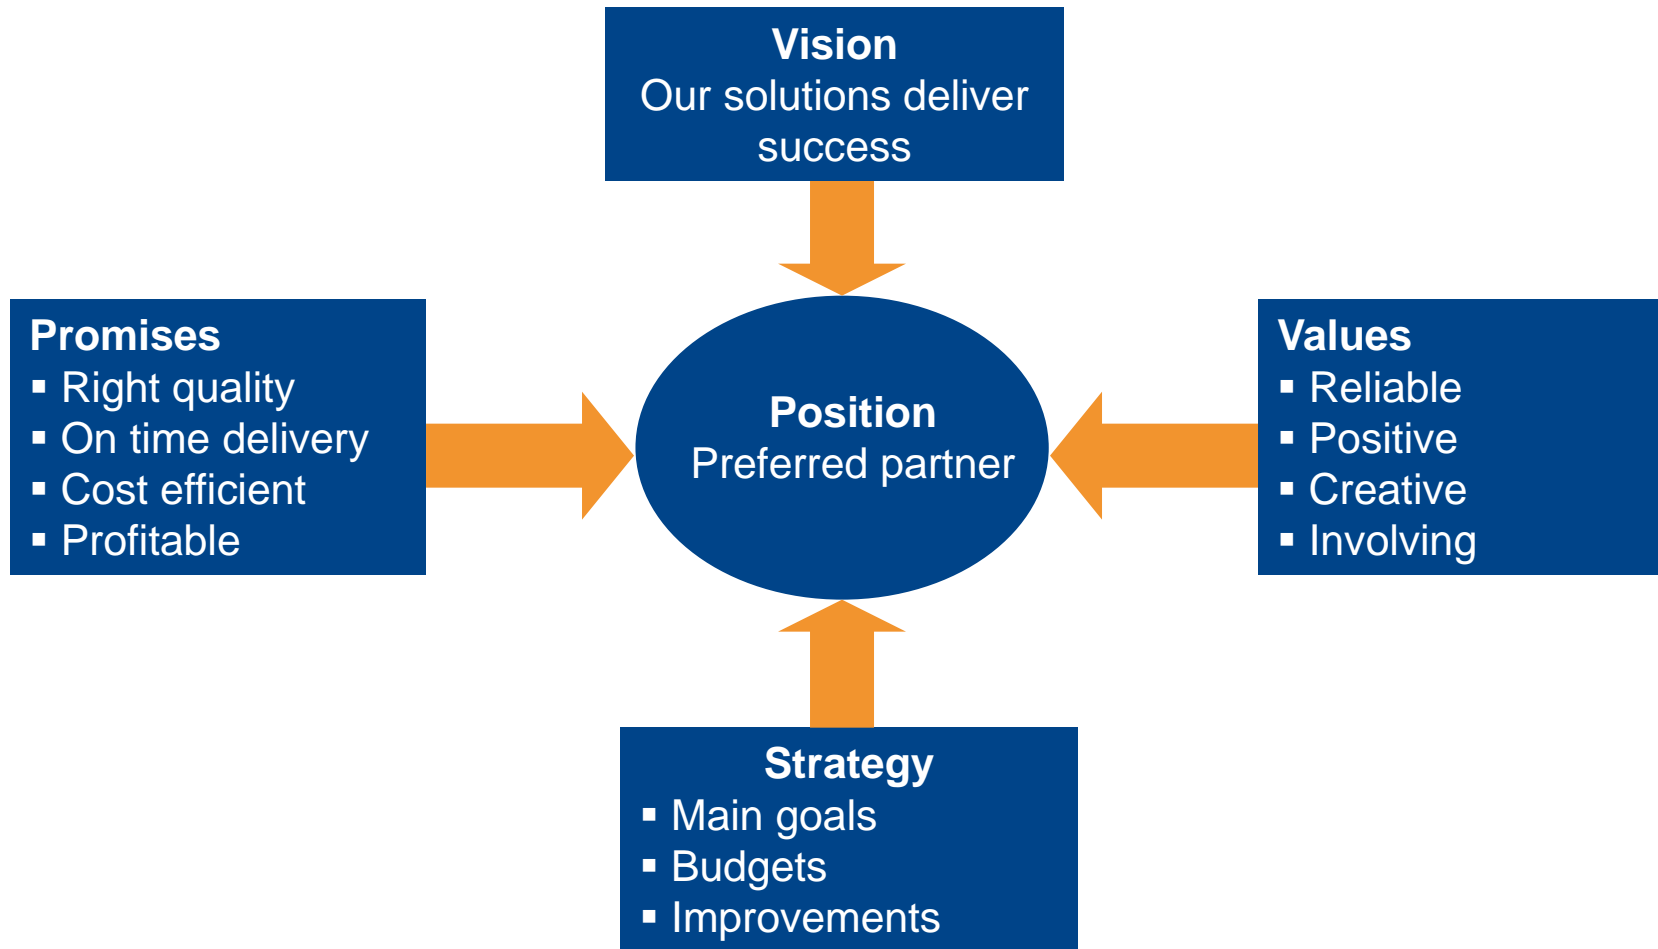 Vision
Our solutions deliver
success
Promises
▪ Right quality
▪ On time delivery
▪ Cost efficient
▪ Profitable
Position
Preferred partner
Values
▪ Reliable
▪ Positive
▪ Creative
▪ Involving
Strategy
▪ Main goals
▪ Budgets
▪ Improvements